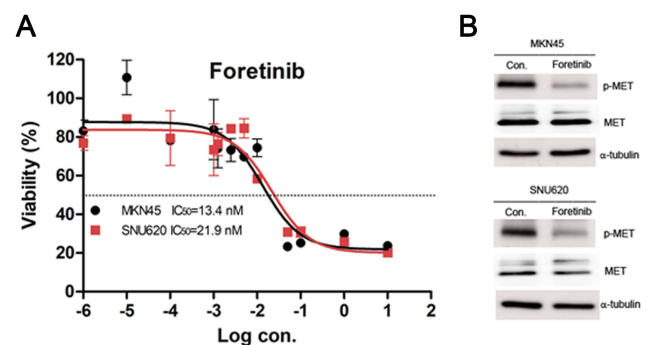 A
Foretinib
120
100
80
60
40
20
0
Viability (%)
MKN45 IC50=13.4 nM
SNU620 IC50=21.9 nM
-6 -5 -4 -3 -2 -1 0 1 2
Log con.
B
MKN45
Con. Foretinib
p-MET
MET
α-tubulin
SNU620
Con. Foretinib
p-MET
MET
α-tubulin